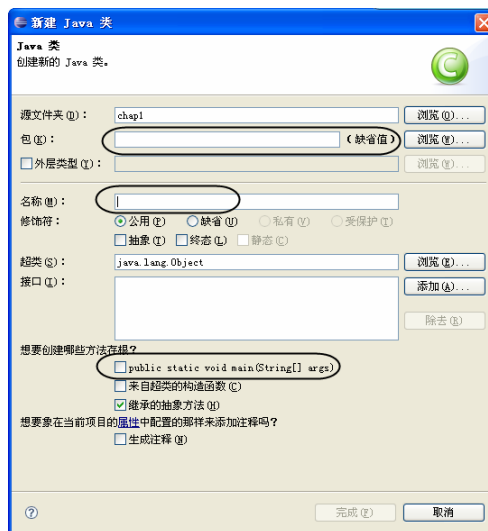 新建 Java 类
Java 类
创建新的 Java 类。
源文件夹(D): chap1 浏览(O)...
包(K): (缺省值) 浏览(W)...
外层类型(Y): 浏览(W)...
名称(M):
修饰符: 公用(P) 缺省(U) 私有(V) 受保护(T)
抽象(T) 终态(L) 静态(C)
超类(S): java.lang.Object 浏览(E)...
接口(I): 添加(A)...
除去(R)
想要创建哪些方法存根?
public static void main(String[] args)
来自超类的构造函数(C)
继承的抽象方法(H)
想要象在当前项目的属性中配置的那样来添加注释吗?
生成注释(N)
? 完成(F) 取消